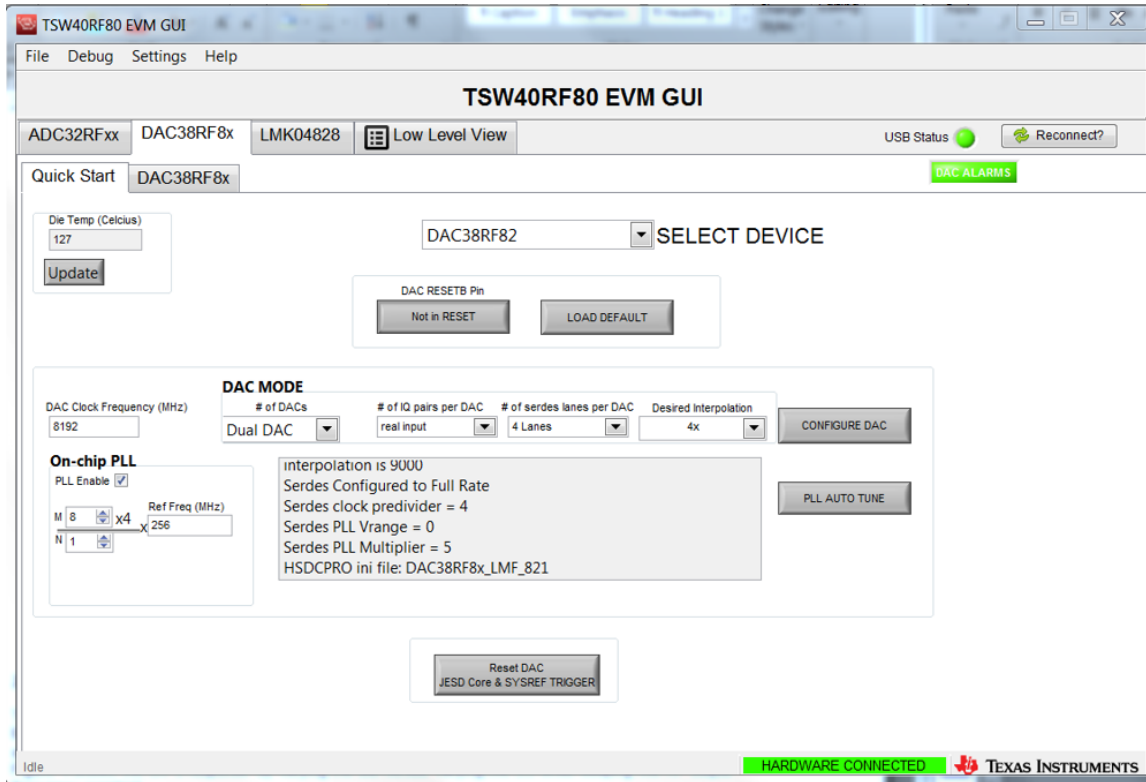 TSW40RF80 EVM GUI
File Debug Settings Help
TSW40RF80 EVM GUI
ADC32RFxx DAC38RF8x LMK04828 Low Level View USB Status Reconnect?
Quick Start DAC38RF8x DAC ALARMS
Die Temp (Celcius)
127
Update
DAC38RF82 SELECT DEVICE
DAC RESETB Pin
Not in RESET LOAD DEFAULT
DAC MODE
DAC Clock Frequency (MHz) # of DACs # of IQ pairs per DAC # of serdes lanes per DAC Desired Interpolation
8192 Dual DAC real input 4 Lanes 4x CONFIGURE DAC
On-chip PLL
PLL Enable
M 8 x4 x Ref Freq (MHz)
256
N 1
Interpolation is 9000
Serdes Configured to Full Rate
Serdes clock predivider = 4
Serdes PLL Vrange = 0
Serdes PLL Multiplier = 5
HSDCPRO ini file: DAC38RF8x_LMF_821
PLL AUTO TUNE
Reset DAC
JESD Core & SYSREF TRIGGER
Idle HARDWARE CONNECTED TEXAS INSTRUMENTS